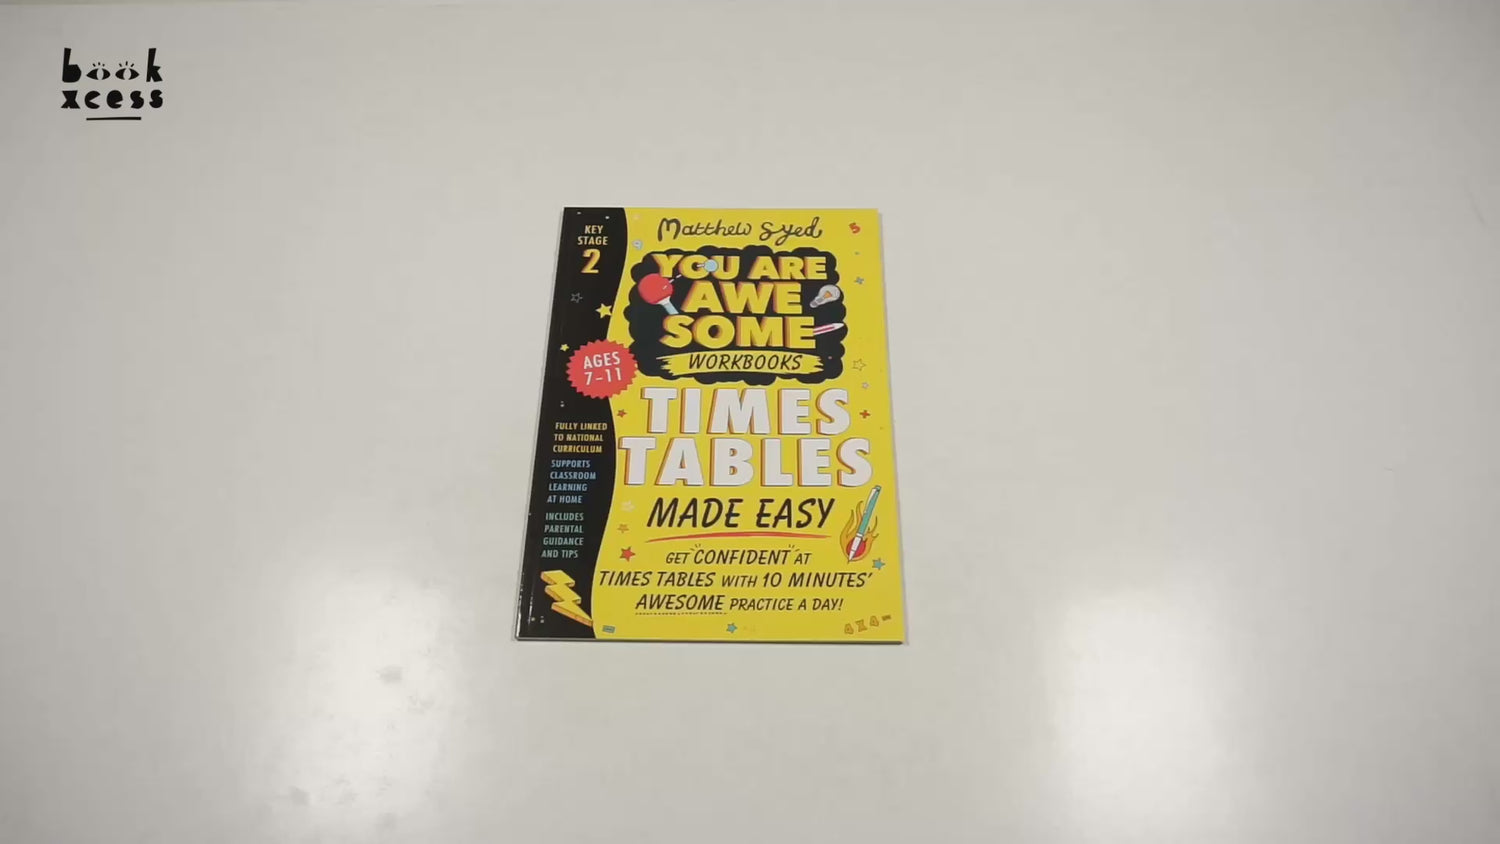 book
xcess
KEY
STAGE
2
Matthew Syed
YOU ARE
AWE
SOME
WORKBOOKS
AGES
7-11
TIMES
TABLES
MADE EASY
FULLY LINKED
TO NATIONAL
CURRICULUM
SUPPORTS
CLASSROOM
LEARNING
AT HOME
INCLUDES
PARENTAL
GUIDANCE
AND TIPS
GET CONFIDENT AT
TIMES TABLES WITH 10 MINUTES'
AWESOME PRACTICE A DAY!
5
4X4=